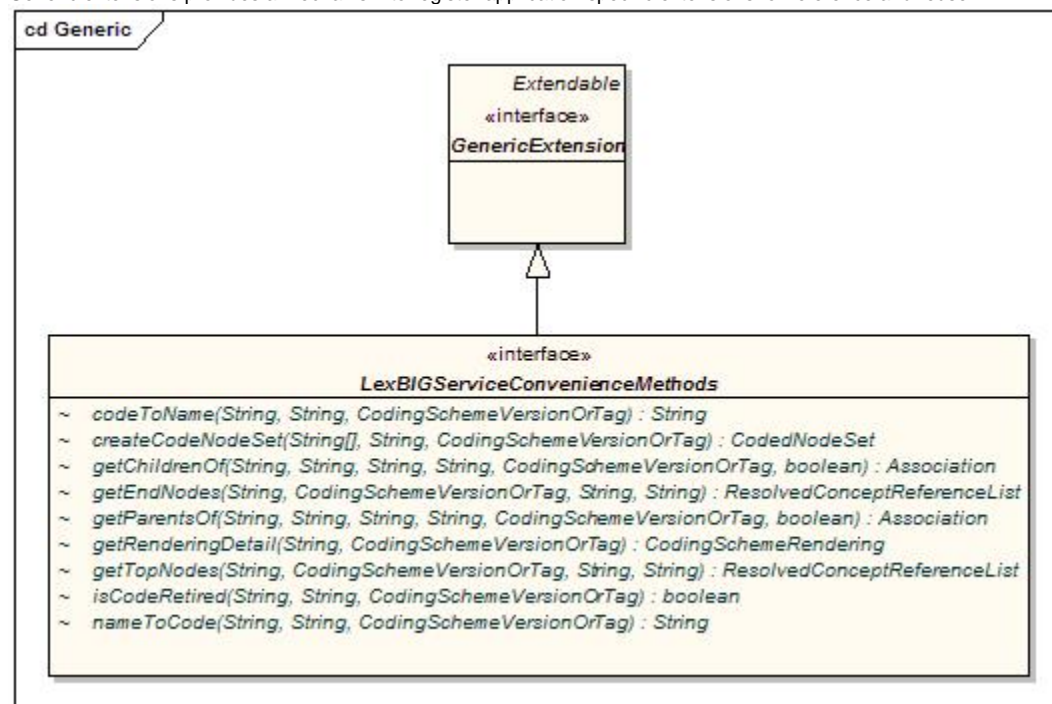 cd Generic
Extendable
«interface»
GenericExtension
«interface»
LexBIGServiceConvenienceMethods
~ codeToName(String, String, CodingSchemeVersionOrTag) : String
~ createCodeNodeSet(String[], String, CodingSchemeVersionOrTag) : CodedNodeSet
~ getChildrenOf(String, String, String, String, CodingSchemeVersionOrTag, boolean) : Association
~ getEndNodes(String, CodingSchemeVersionOrTag, String, String) : ResolvedConceptReferenceList
~ getParentsOf(String, String, String, String, CodingSchemeVersionOrTag, boolean) : Association
~ getRenderingDetail(String, CodingSchemeVersionOrTag) : CodingSchemeRendering
~ getTopNodes(String, CodingSchemeVersionOrTag, String, String) : ResolvedConceptReferenceList
~ isCodeRetired(String, String, CodingSchemeVersionOrTag) : boolean
~ nameToCode(String, String, CodingSchemeVersionOrTag) : String